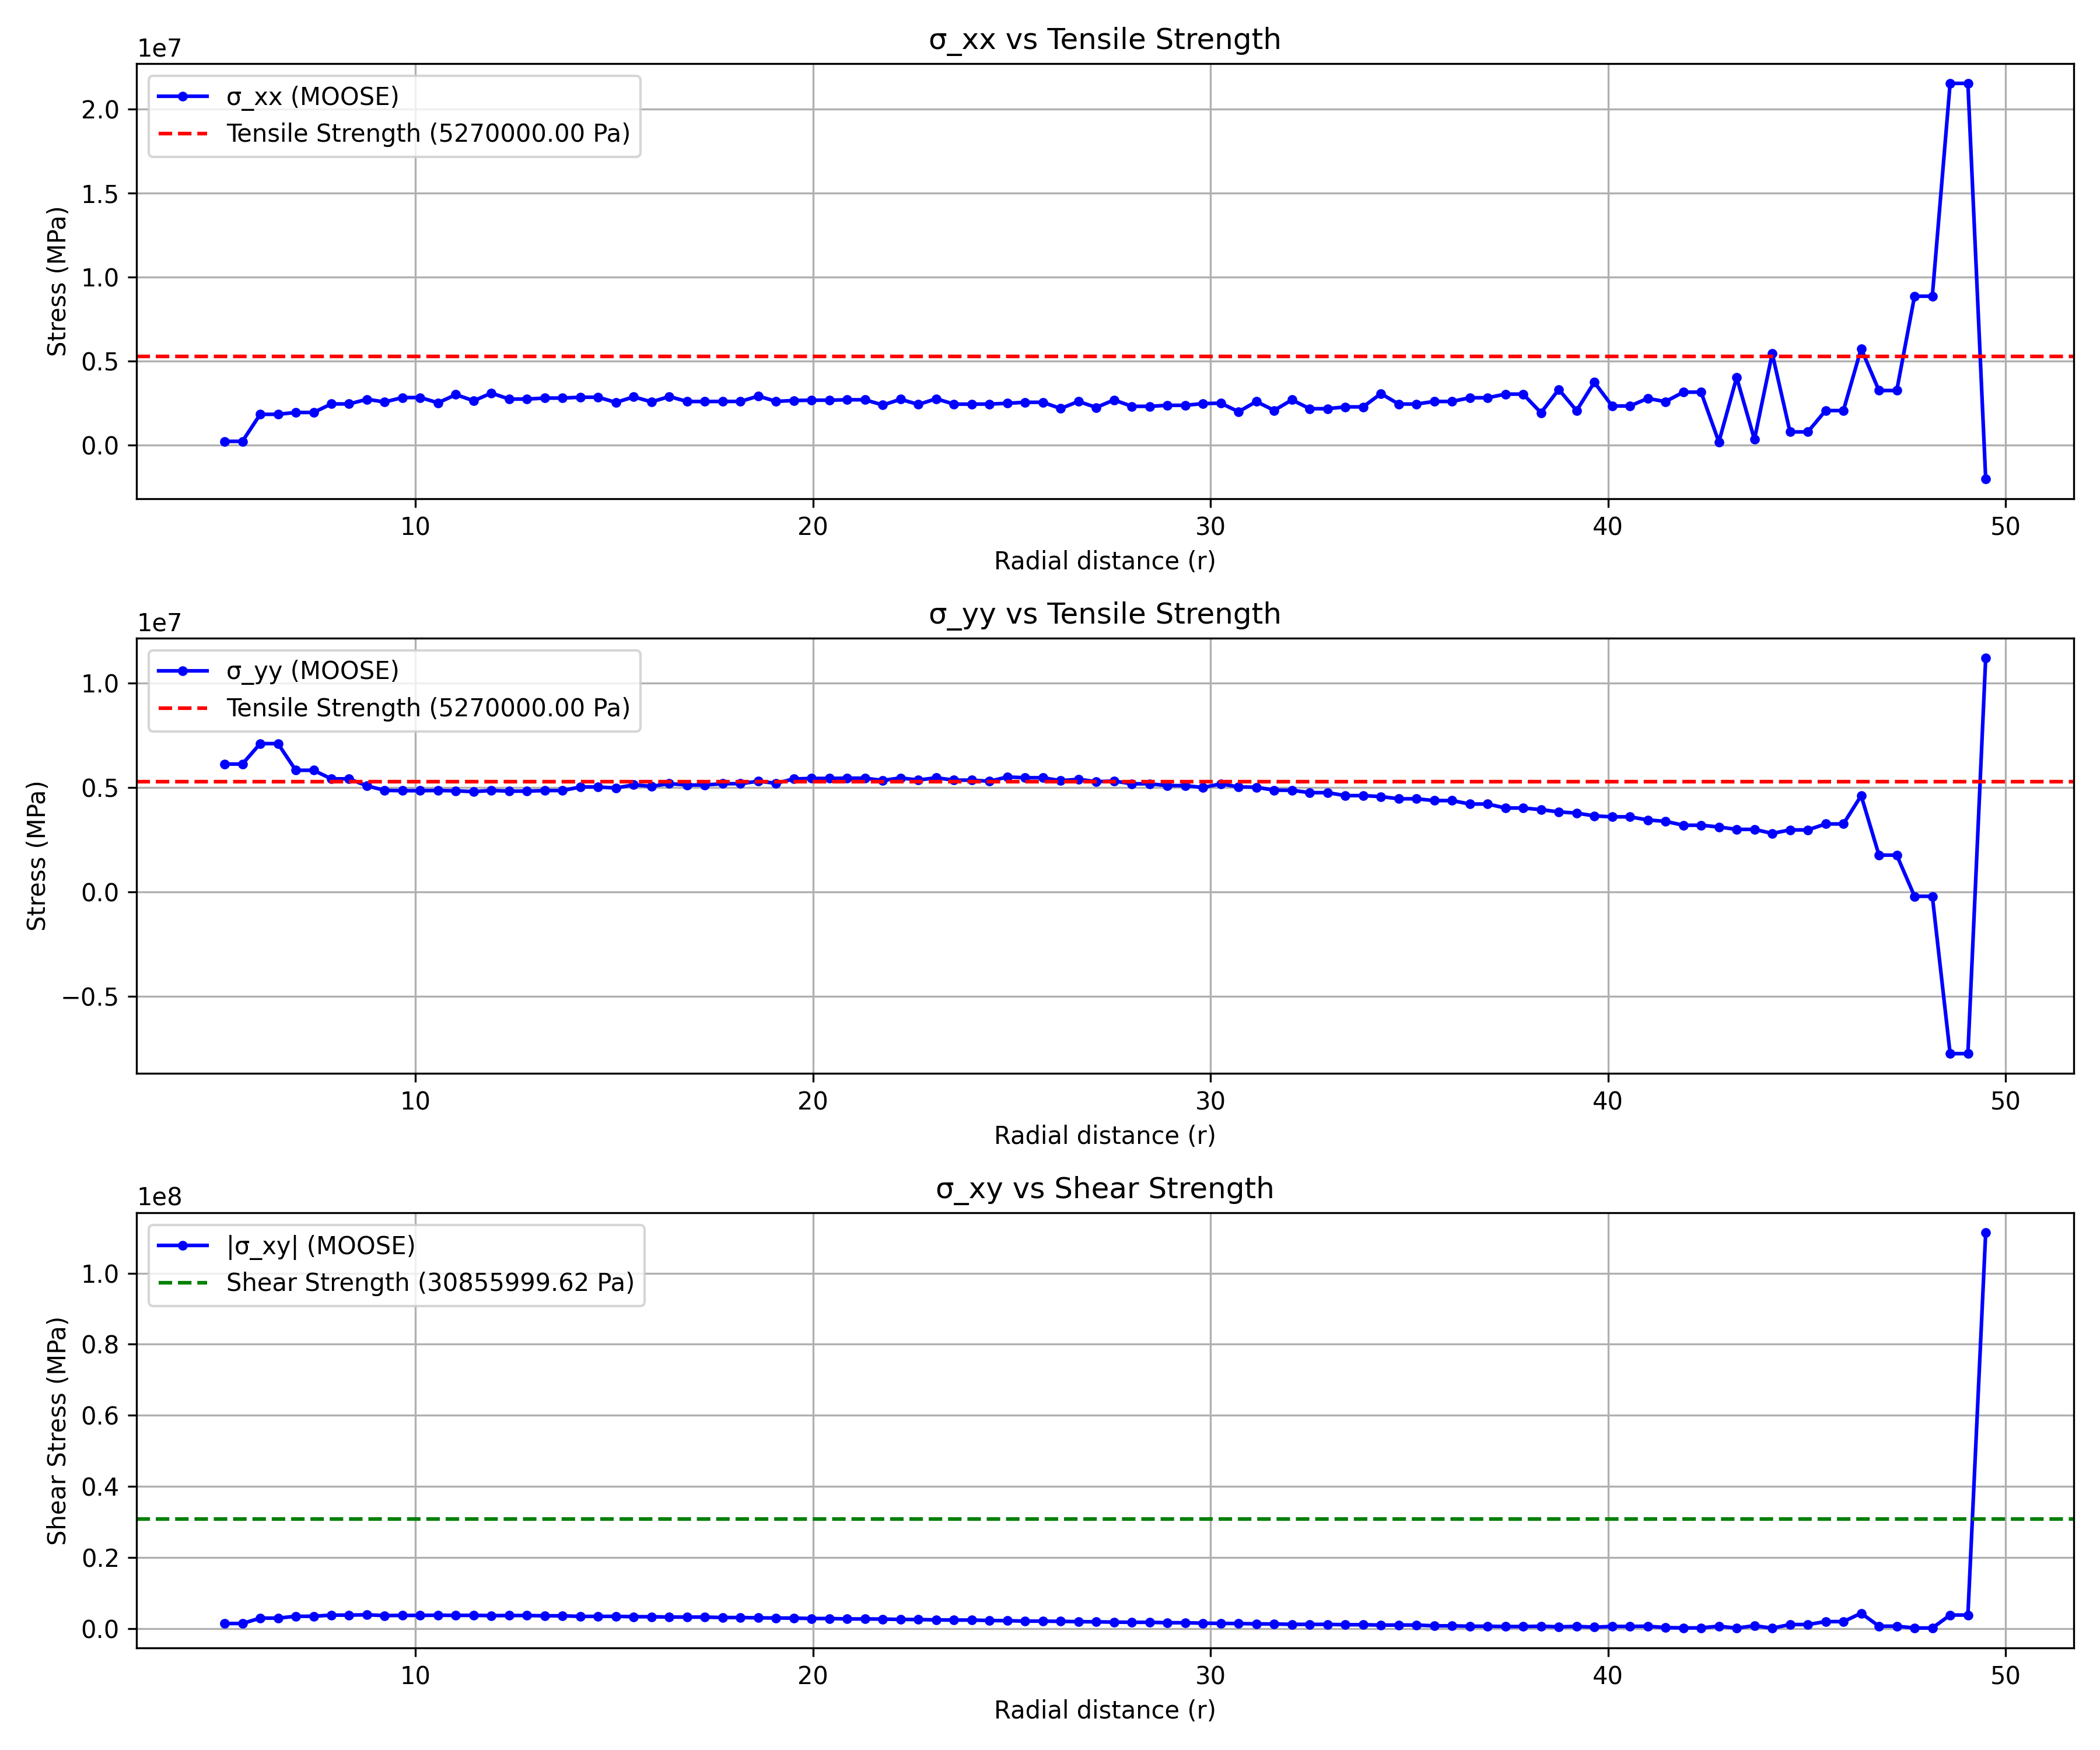 σ_xx vs Tensile Strength
1e7
σ_xx (MOOSE)
Tensile Strength (5270000.00 Pa)
Stress (MPa)
2.0
1.5
1.0
0.5
0.0
10 20 30 40 50
Radial distance (r)
σ_yy vs Tensile Strength
1e7
σ_yy (MOOSE)
Tensile Strength (5270000.00 Pa)
Stress (MPa)
1.0
0.5
0.0
−0.5
10 20 30 40 50
Radial distance (r)
σ_xy vs Shear Strength
1e8
|σ_xy| (MOOSE)
Shear Strength (30855999.62 Pa)
Shear Stress (MPa)
1.0
0.8
0.6
0.4
0.2
0.0
10 20 30 40 50
Radial distance (r)